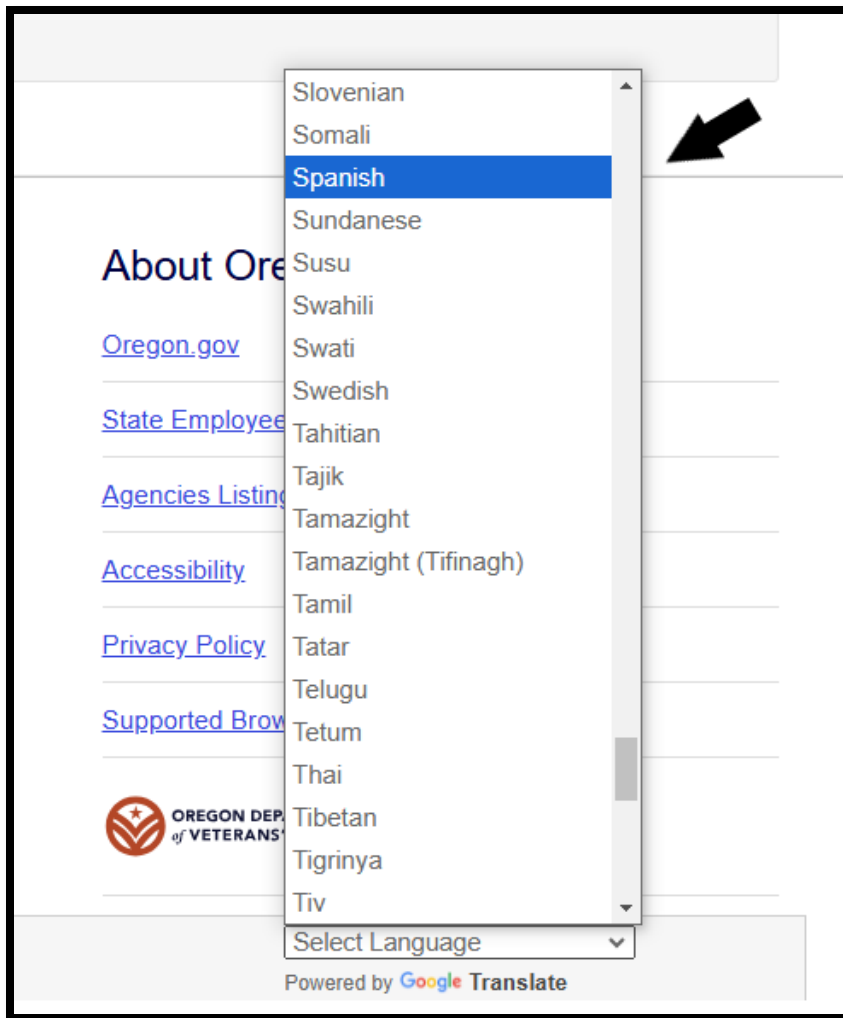 Slovenian
Somali
Spanish
Sundanese
Susu
Swahili
Swati
Swedish
Tahitian
Tajik
Tamazight
Tamazight (Tifinagh)
Tamil
Tatar
Telugu
Tetum
Thai
Tibetan
Tigrinya
Tiv
Select Language
Powered by Google Translate
About Ore
Oregon.gov
State Employee
Agencies Listing
Accessibility
Privacy Policy
Supported Brow
OREGON DEP
of VETERANS'